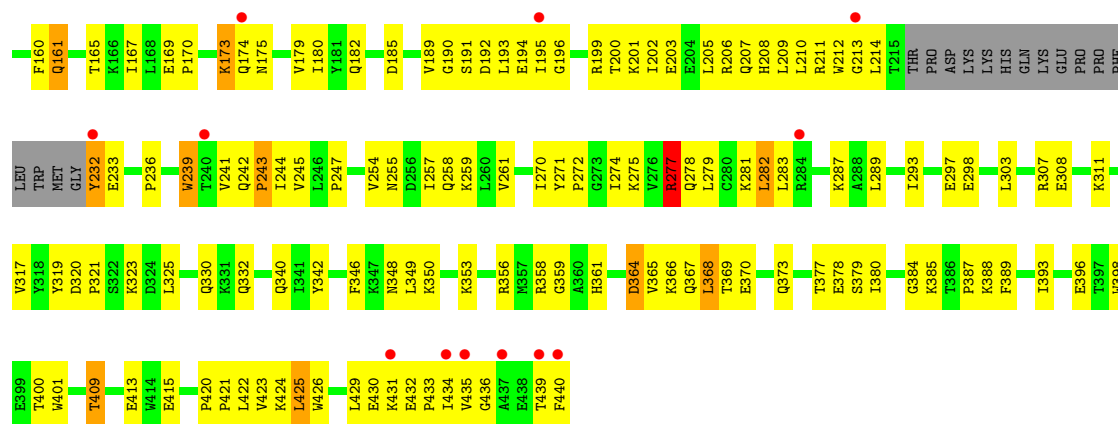 F160 Q161 T165 K166 I167 L168 E169 P170 K173 Q174 N175 V179 I180 Y181 Q182 D185 V189 G190 S191 D192 L193 E194 I195 G196 R199 T200 K201 I202 E203 E204 L205 R206 Q207 H208 L209 L210 R211 W212 G213 L214 T215 THR PRO ASP LYS LYS HIS GLN LYS GLU PRO PRO PHE
LEU TRP MET GLY Y232 E233 P236 W239 T240 V241 Q242 P243 I244 V245 L246 P247 V254 N255 D256 I257 Q258 K259 L260 V261 I270 Y271 P272 G273 I274 K275 V276 R277 Q278 L279 C280 K281 L282 L283 R284 K287 A288 L289 I293 E297 E298 L303 R307 E308 K311
V317 Y318 Y319 D320 P321 S322 K323 D324 L325 Q330 K331 Q332 Q340 I341 Y342 F346 K347 N348 L349 K350 K353 R356 M357 R358 G359 A360 H361 D364 V365 K366 Q367 L368 T369 E370 Q373 T377 E378 S379 I380 G384 K385 T386 P387 K388 F389 I393 E396 T397 W398
E399 T400 W401 T409 E413 W414 E415 P420 P421 L422 V423 K424 L425 W426 L429 E430 K431 E432 P433 I434 V435 G436 A437 E438 T439 F440